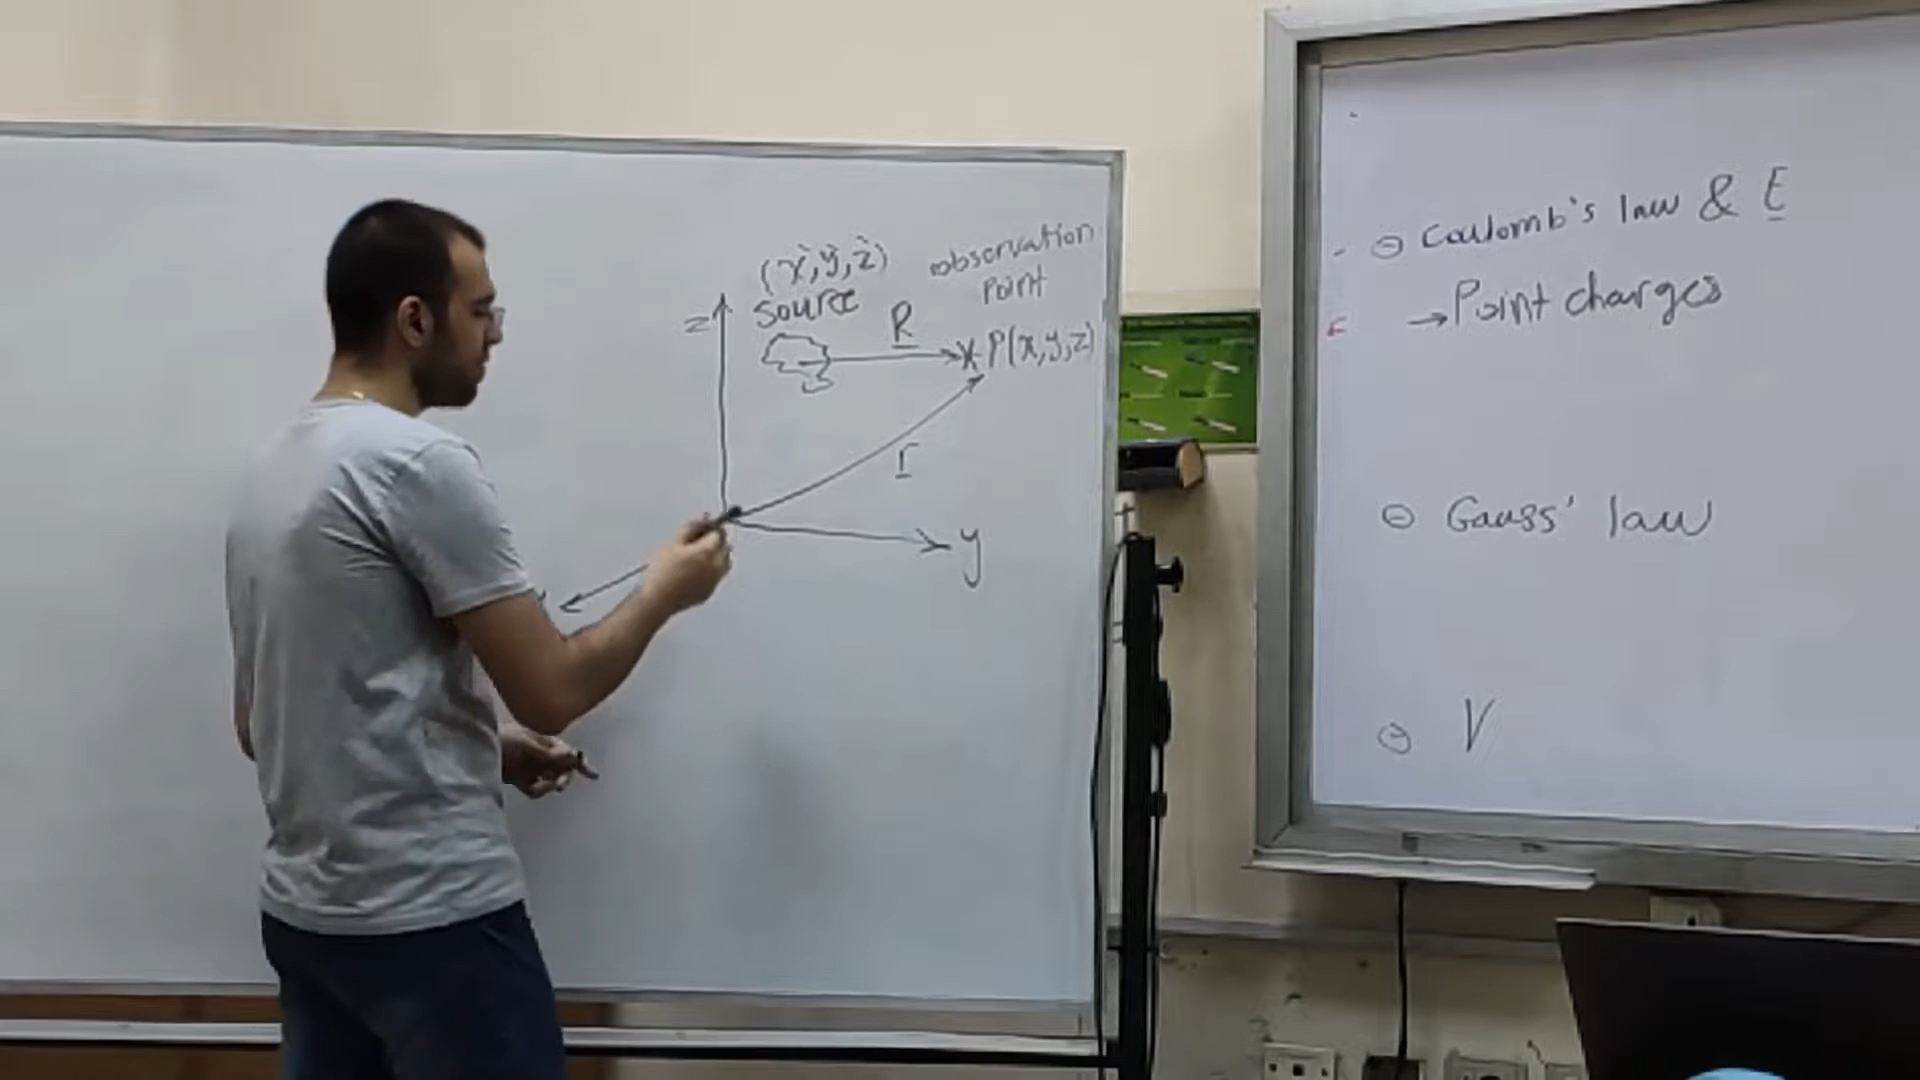 (x̀, ỳ, z̀)
source
observation
point
z
R
P(x,y,z)
r
y
⊖ Coulomb's law & E
→ Point charges
⊖ Gauss' law
⊖ V